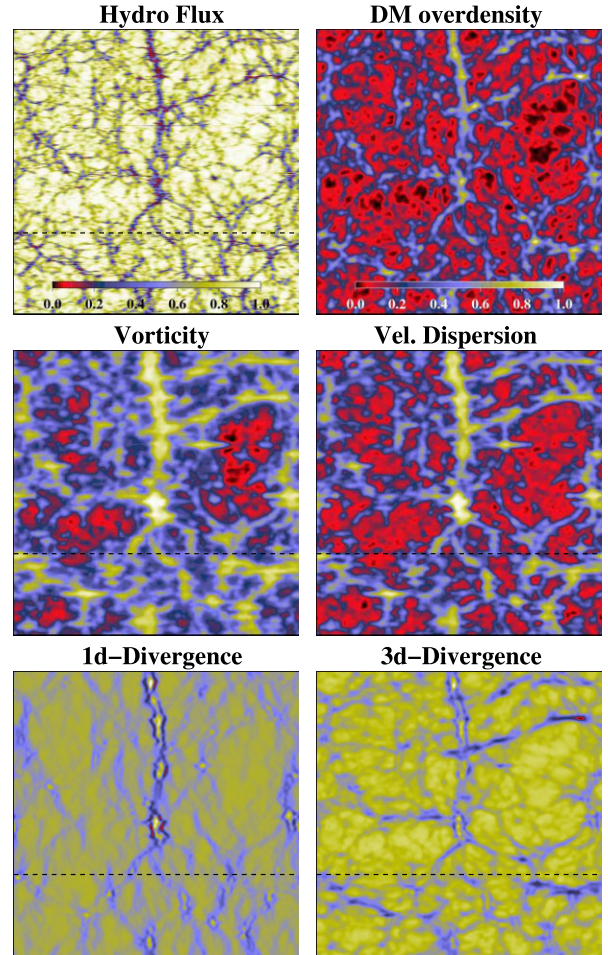 Hydro Flux DM overdensity
0.0 0.2 0.4 0.6 0.8 1.0 0.0 0.2 0.4 0.6 0.8 1.0
Vorticity Vel. Dispersion
1d−Divergence 3d−Divergence